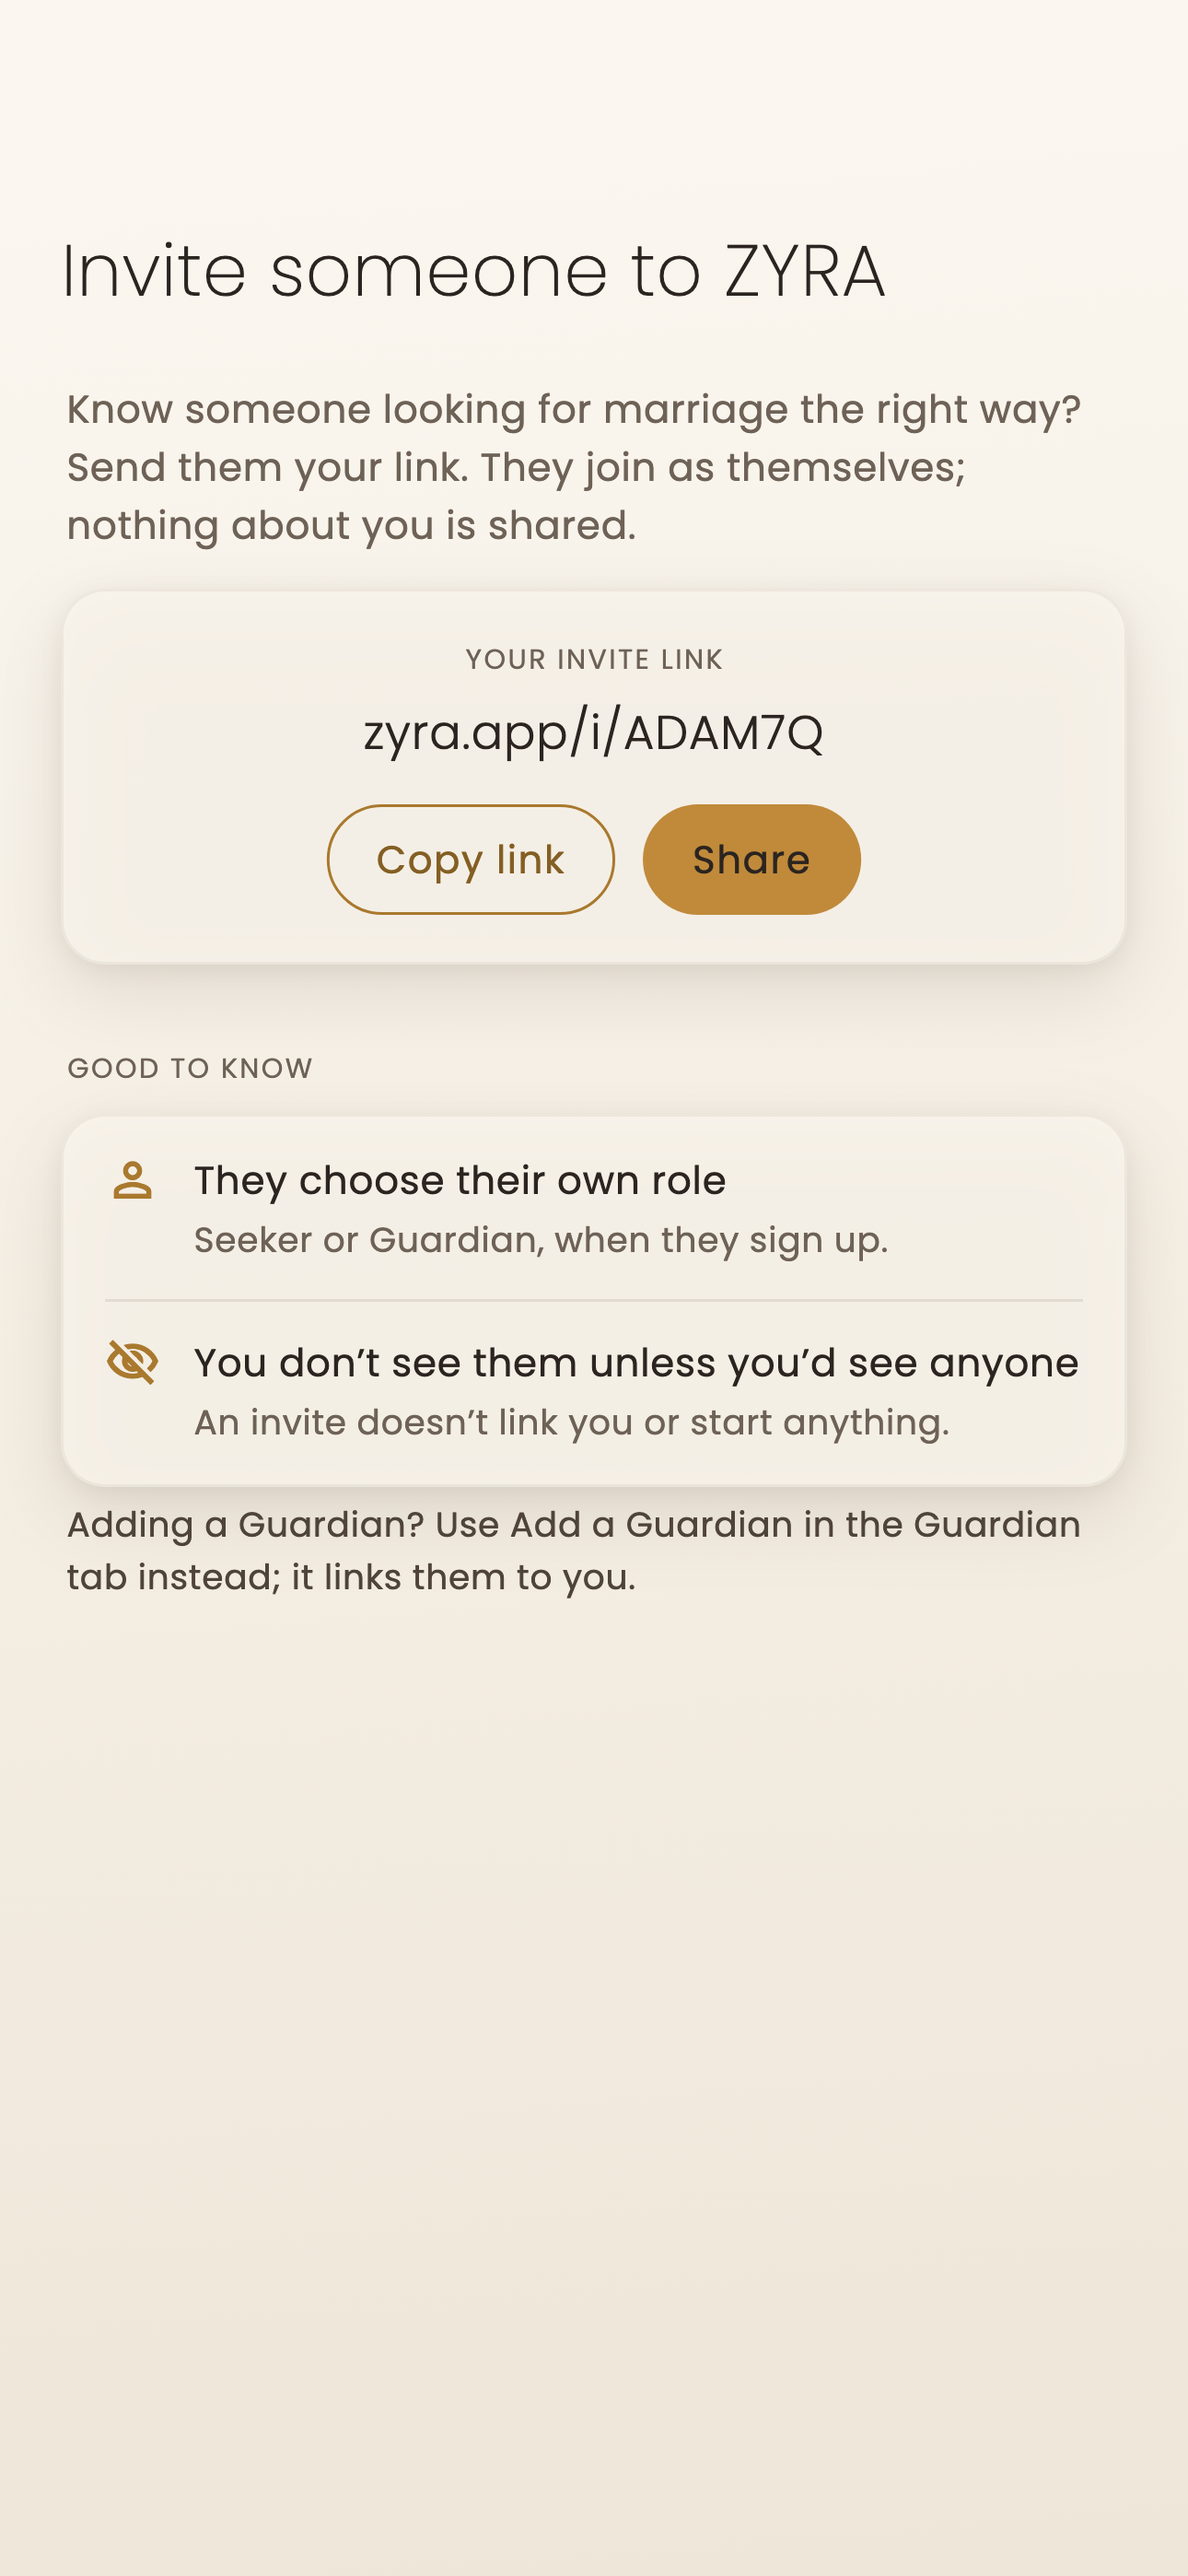 Invite someone to ZYRA
Know someone looking for marriage the right way?
Send them your link. They join as themselves;
nothing about you is shared.
YOUR INVITE LINK
zyra.app/i/ADAM7Q
Copy link
Share
GOOD TO KNOW
They choose their own role
Seeker or Guardian, when they sign up.
You don’t see them unless you’d see anyone
An invite doesn’t link you or start anything.
Adding a Guardian? Use Add a Guardian in the Guardian
tab instead; it links them to you.